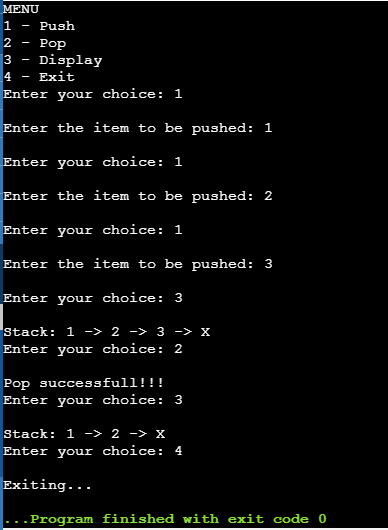 MENU
1 - Push
2 - Pop
3 - Display
4 - Exit
Enter your choice: 1
Enter the item to be pushed: 1
Enter your choice: 1
Enter the item to be pushed: 2
Enter your choice: 1
Enter the item to be pushed: 3
Enter your choice: 3
Stack: 1 -> 2 -> 3 -> X
Enter your choice: 2
Pop successfull!!!
Enter your choice: 3
Stack: 1 -> 2 -> X
Enter your choice: 4
Exiting...
...Program finished with exit code 0